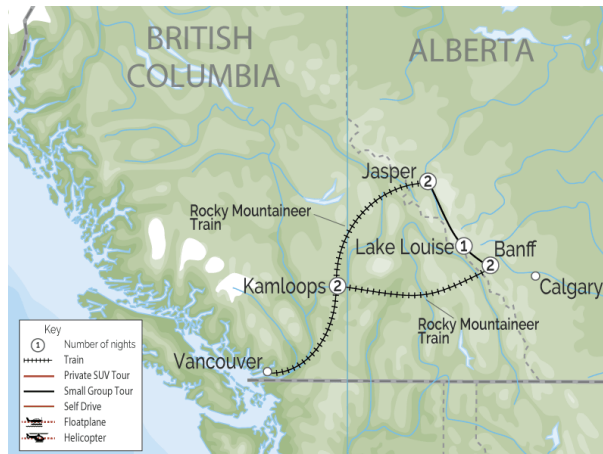 BRITISH
COLUMBIA
ALBERTA
Jasper
2
Rocky Mountaineer
Train
Lake Louise
1
Banff
2
Calgary
Kamloops
2
Rocky Mountaineer
Train
Vancouver
Key
1 Number of nights
Train
Private SUV Tour
Small Group Tour
Self Drive
Floatplane
Helicopter